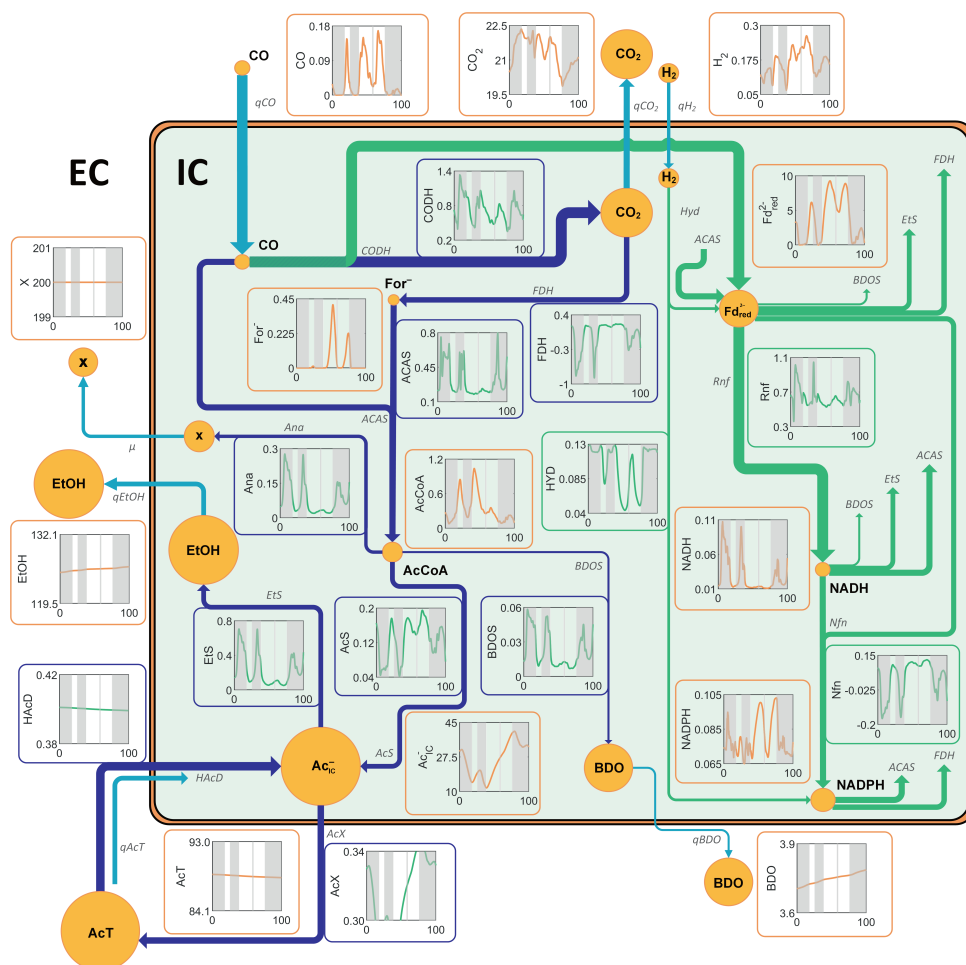 0.18
CO
0.09
0
0
100
22.5
CO2
21
19.5
0
100
CO2
H2
0.3
H2
0.175
0.05
0
100
CO
qCO
qCO2
qH2
EC
IC
H2
1.4
CODH
0.8
0.2
0
100
CO2
Hyd
ACAS
10
Fd2-red
5
0
0
100
EtS
FDH
201
X
200
199
0
100
CO
CODH
For−
FDH
BDOS
Fd2-red
0.45
For-
0.225
0
0
100
0.8
ACAS
0.45
0.1
0
100
0.4
FDH
-0.3
-1
0
100
Rnf
1.1
Rnf
0.7
0.3
0
100
x
μ
x
Ana
ACAS
0.3
Ana
0.15
0
0
100
1.2
AcCoA
0.6
0
0
100
0.13
HYD
0.085
0.04
0
100
BDOS
EtS
ACAS
EtOH
qEtOH
132.1
EtOH
119.5
0
100
EtOH
AcCoA
BDOS
0.11
NADH
0.06
0.01
0
100
NADH
EtS
0.8
EtS
0.4
0
0
100
0.2
AcS
0.12
0.04
0
100
0.06
BDOS
0.03
0
0
100
Nfn
0.15
Nfn
-0.025
-0.2
0
100
0.42
HAcD
0.38
0
100
0.105
NADPH
0.085
0.065
0
100
Ac−IC
AcS
45
Ac-IC
28
10
0
100
BDO
HAcD
ACAS
FDH
NADPH
qAcT
AcX
qBDO
93.0
AcT
84.1
0
100
0.34
AcX
0.30
0
100
BDO
3.9
BDO
3.6
0
100
AcT